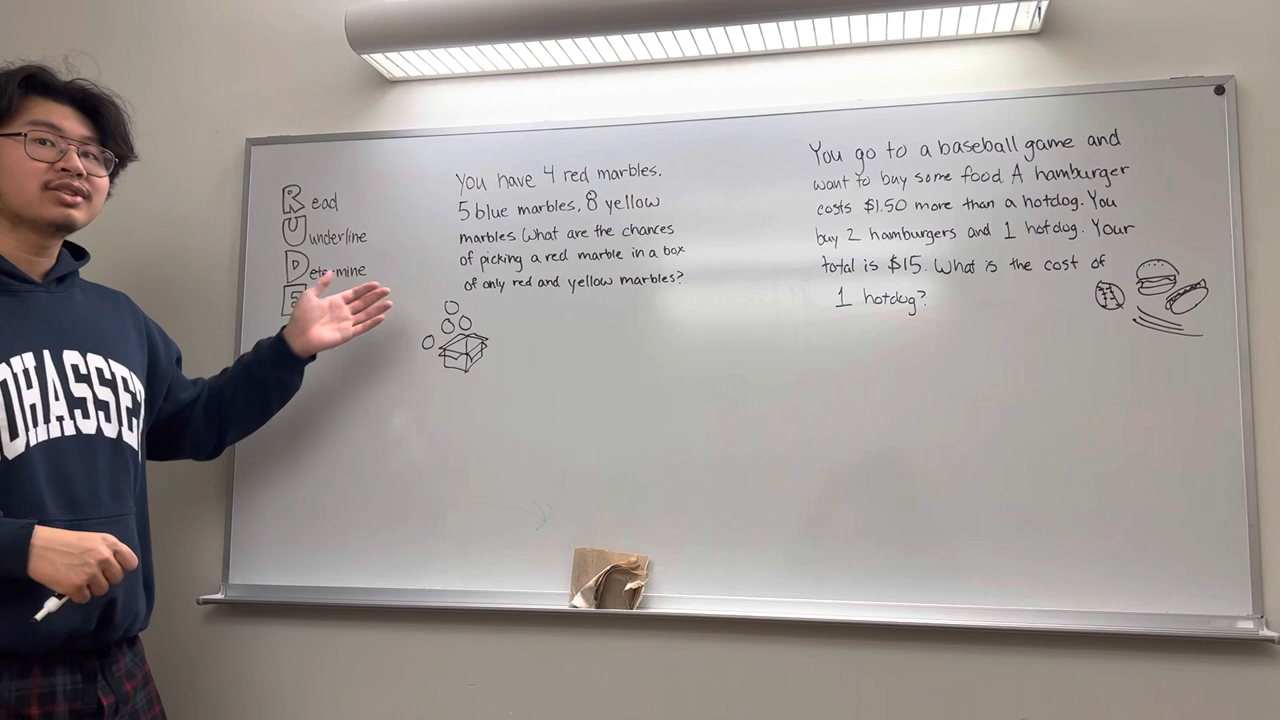 Read
Underline
Determine
E
You have 4 red marbles.
5 blue marbles, 8 yellow
marbles. What are the chances
of picking a red marble in a box
of only red and yellow marbles?
You go to a baseball game and
want to buy some food. A hamburger
costs $1.50 more than a hotdog. You
buy 2 hamburgers and 1 hotdog. Your
total is $15. What is the cost of
1 hotdog?